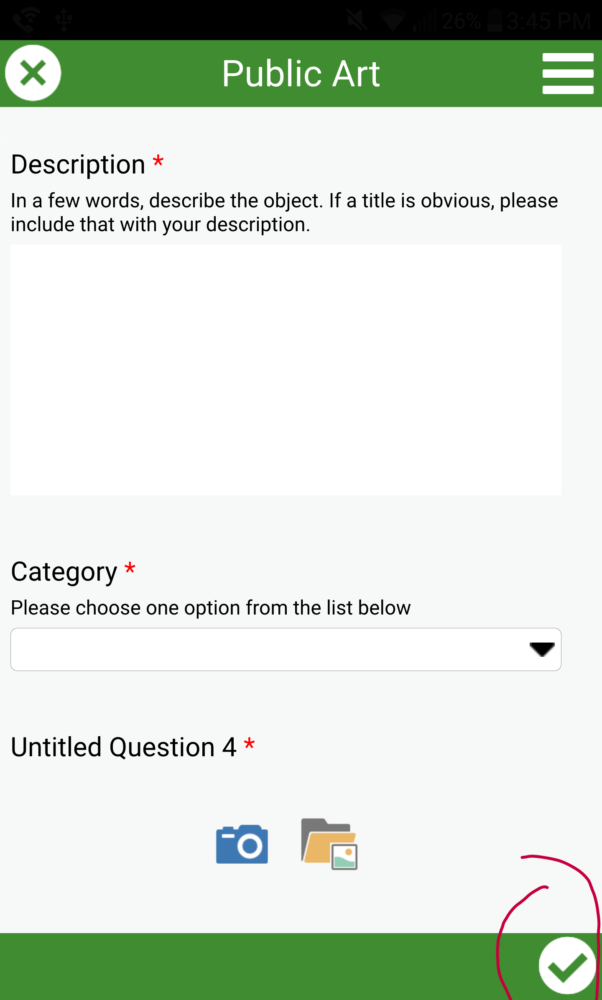 26% 3:45 PM
Public Art
Description *
In a few words, describe the object. If a title is obvious, please
include that with your description.
Category *
Please choose one option from the list below
Untitled Question 4 *